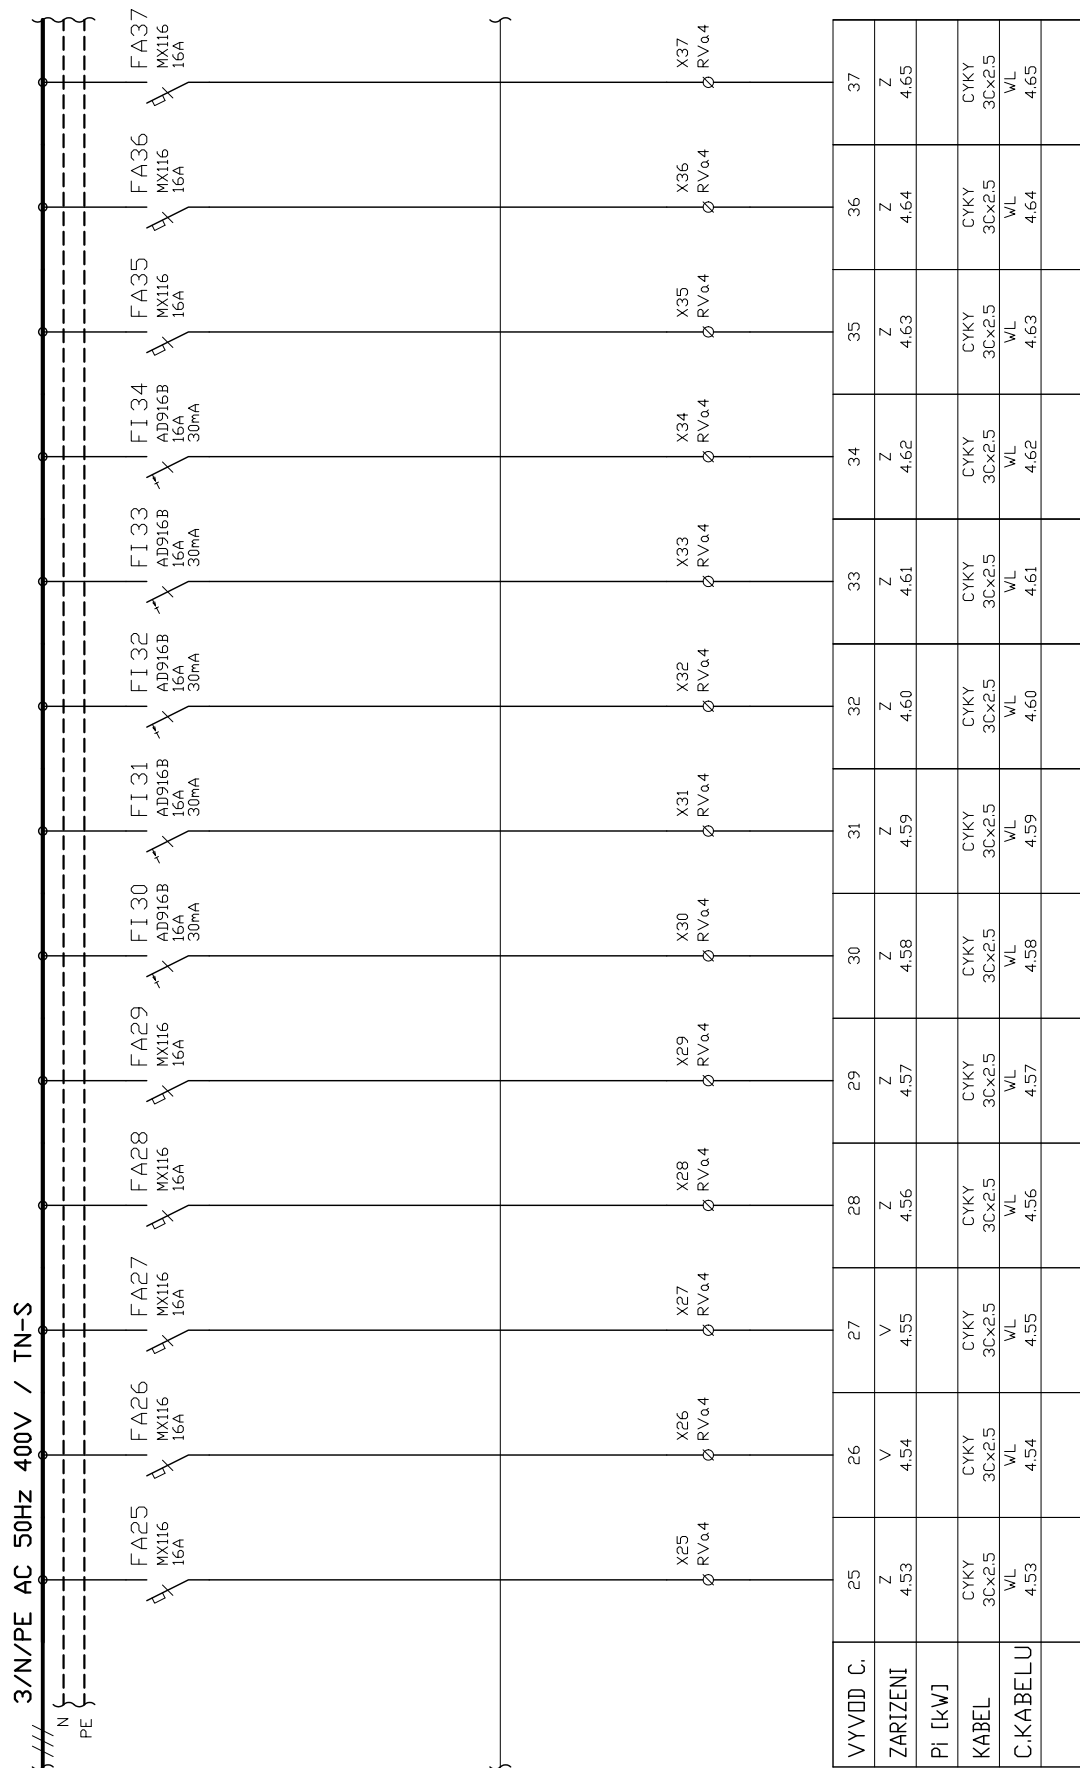 3/N/PE AC 50Hz 400V / TN-S
N
PE
FA25
MX116
16A
FA26
MX116
16A
FA27
MX116
16A
FA28
MX116
16A
FA29
MX116
16A
FI30
AD916B
16A
30mA
FI31
AD916B
16A
30mA
FI32
AD916B
16A
30mA
FI33
AD916B
16A
30mA
FI34
AD916B
16A
30mA
FA35
MX116
16A
FA36
MX116
16A
FA37
MX116
16A
X25
RVa4
X26
RVa4
X27
RVa4
X28
RVa4
X29
RVa4
X30
RVa4
X31
RVa4
X32
RVa4
X33
RVa4
X34
RVa4
X35
RVa4
X36
RVa4
X37
RVa4
VYVOD C. 25 26 27 28 29 30 31 32 33 34 35 36 37
ZARIZENI Z V V Z Z Z Z Z Z Z Z Z Z
4.53 4.54 4.55 4.56 4.57 4.58 4.59 4.60 4.61 4.62 4.63 4.64 4.65
Pi [kW]
KABEL CYKY CYKY CYKY CYKY CYKY CYKY CYKY CYKY CYKY CYKY CYKY CYKY CYKY
3Cx2.5 3Cx2.5 3Cx2.5 3Cx2.5 3Cx2.5 3Cx2.5 3Cx2.5 3Cx2.5 3Cx2.5 3Cx2.5 3Cx2.5 3Cx2.5 3Cx2.5
C.KABELU WL WL WL WL WL WL WL WL WL WL WL WL WL
4.53 4.54 4.55 4.56 4.57 4.58 4.59 4.60 4.61 4.62 4.63 4.64 4.65